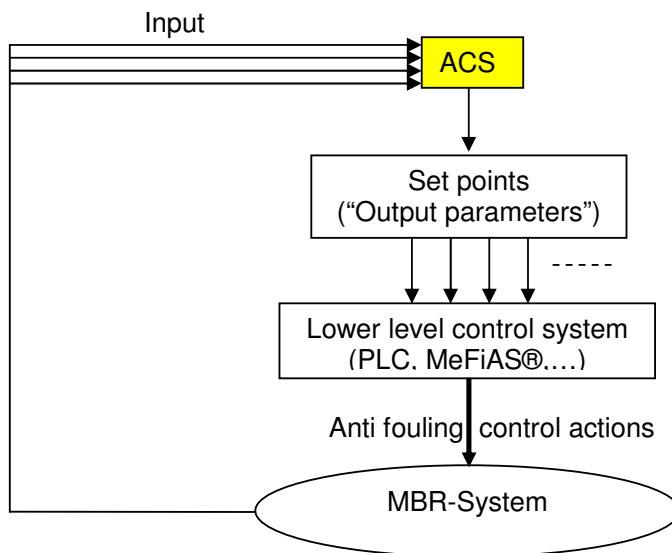 Input
ACS
Set points
(“Output parameters”)
Lower level control system
(PLC, MeFiAS®,…)
Anti fouling control actions
MBR-System